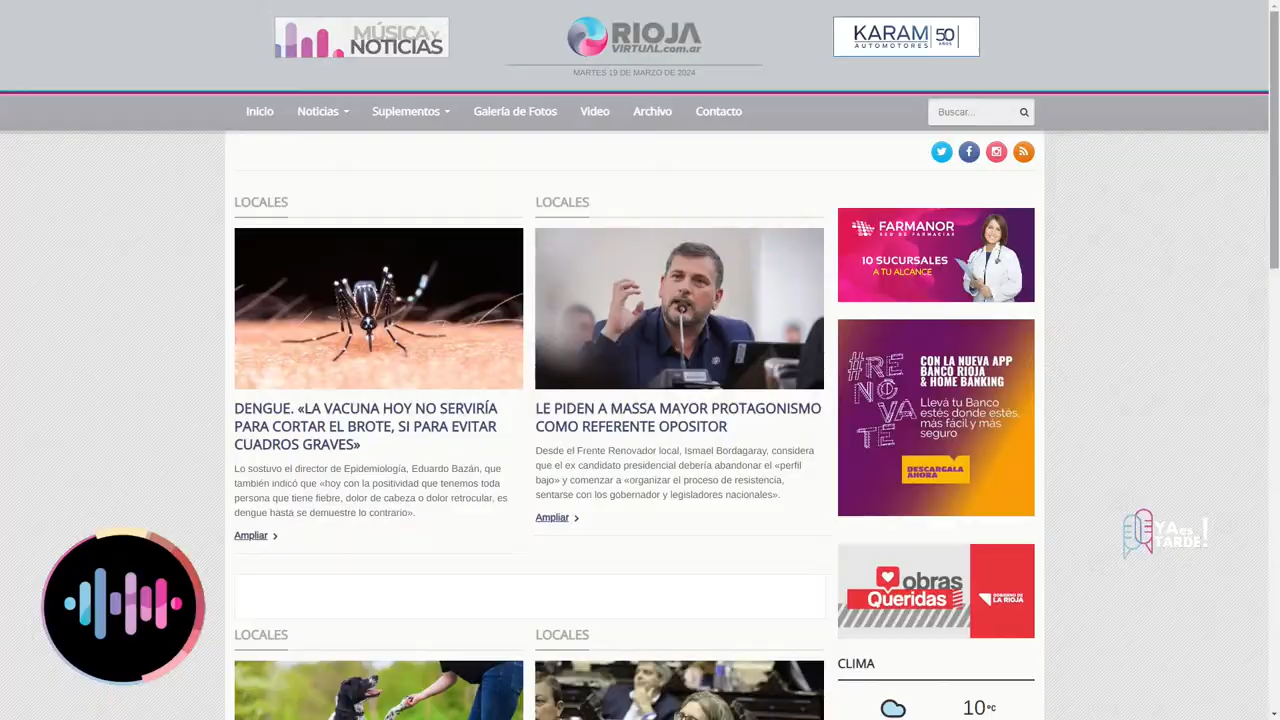 MÚSICA Y
NOTICIAS
RIOJA
VIRTUAL.com.ar
MARTES 19 DE MARZO DE 2024
KARAM 50
AUTOMOTORES AÑOS
Inicio Noticias Suplementos Galería de Fotos Video Archivo Contacto
Buscar...
LOCALES
DENGUE. «LA VACUNA HOY NO SERVIRÍA
PARA CORTAR EL BROTE, SI PARA EVITAR
CUADROS GRAVES»
Lo sostuvo el director de Epidemiología, Eduardo Bazán, que
también indicó que «hoy con la positividad que tenemos toda
persona que tiene fiebre, dolor de cabeza o dolor retrocular, es
dengue hasta se demuestre lo contrario».
Ampliar
LOCALES
LE PIDEN A MASSA MAYOR PROTAGONISMO
COMO REFERENTE OPOSITOR
Desde el Frente Renovador local, Ismael Bordagaray, considera
que el ex candidato presidencial debería abandonar el «perfil
bajo» y comenzar a «organizar el proceso de resistencia,
sentarse con los gobernador y legisladores nacionales».
Ampliar
FARMANOR
RED DE FARMACIAS
10 SUCURSALES
A TU ALCANCE
#RE
NO
VA
TE
CON LA NUEVA APP
BANCO RIOJA
& HOME BANKING
Llevá tu Banco
estés donde estés,
más fácil y más
seguro
DESCARGALA
AHORA
YA es
TARDE!
obras
Queridas
GOBIERNO DE
LA RIOJA
LOCALES
LOCALES
CLIMA
10 ºC